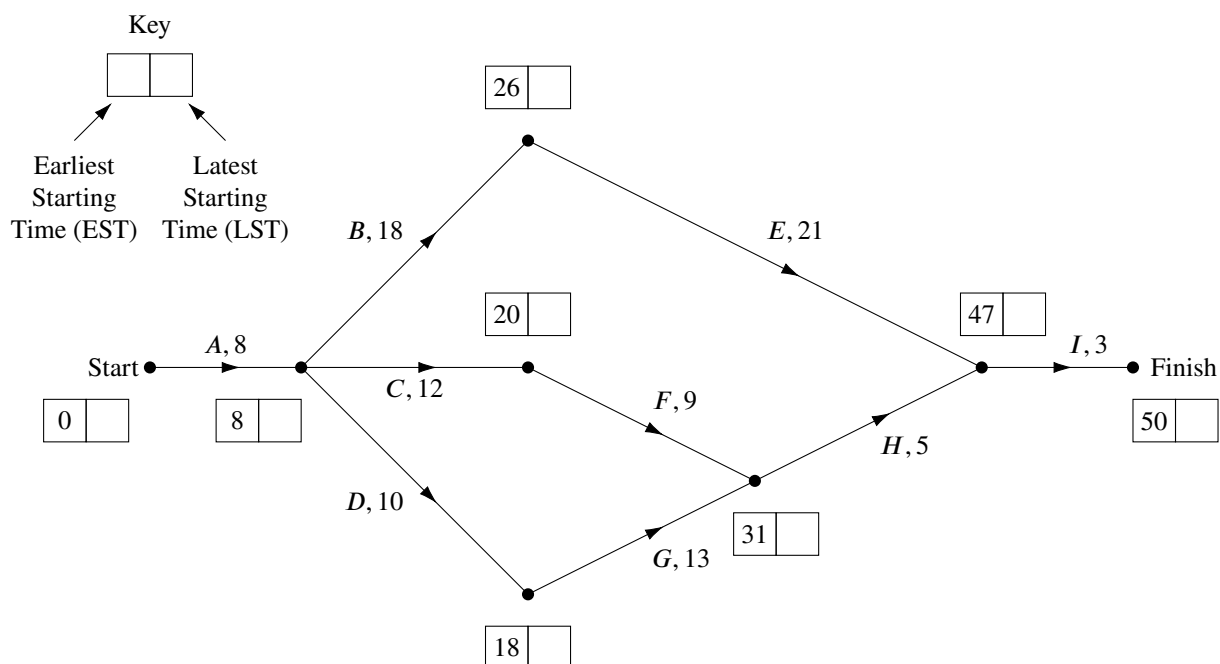 Key
Earliest
Starting
Time (EST)
Latest
Starting
Time (LST)
26
B, 18
E, 21
20
47
Start
A, 8
C, 12
I, 3
Finish
0
8
F, 9
50
H, 5
D, 10
31
G, 13
18